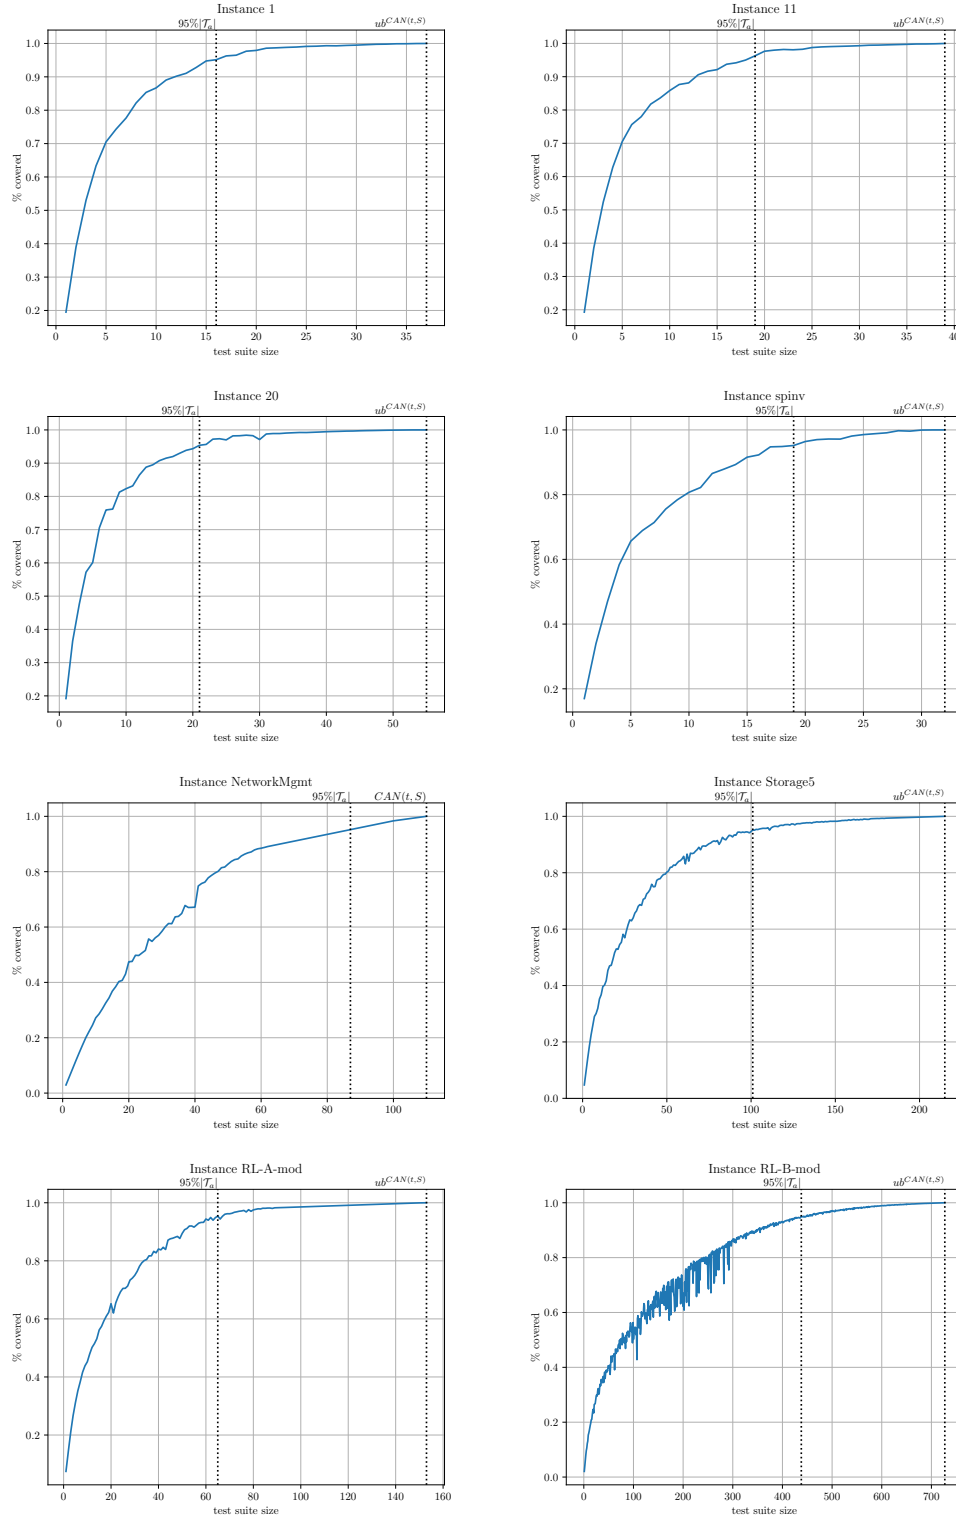 Instance 1
95%|𝒯ₐ| ub^CAN(t,S)
1.0
0.9
0.8
0.7
0.6
0.5
0.4
0.3
0.2
% covered
0 5 10 15 20 25 30 35
test suite size
Instance 11
95%|𝒯ₐ| ub^CAN(t,S)
1.0
0.9
0.8
0.7
0.6
0.5
0.4
0.3
0.2
% covered
0 5 10 15 20 25 30 35 40
test suite size
Instance 20
95%|𝒯ₐ| ub^CAN(t,S)
1.0
0.9
0.8
0.7
0.6
0.5
0.4
0.3
0.2
% covered
0 10 20 30 40 50
test suite size
Instance spinv
95%|𝒯ₐ| ub^CAN(t,S)
1.0
0.8
0.6
0.4
0.2
% covered
0 5 10 15 20 25 30
test suite size
Instance NetworkMgmt
95%|𝒯ₐ| CAN(t, S)
1.0
0.8
0.6
0.4
0.2
0.0
% covered
0 20 40 60 80 100
test suite size
Instance Storage5
95%|𝒯ₐ| ub^CAN(t,S)
1.0
0.8
0.6
0.4
0.2
0.0
% covered
0 50 100 150 200
test suite size
Instance RL-A-mod
95%|𝒯ₐ| ub^CAN(t,S)
1.0
0.8
0.6
0.4
0.2
% covered
0 20 40 60 80 100 120 140 160
test suite size
Instance RL-B-mod
95%|𝒯ₐ| ub^CAN(t,S)
1.0
0.8
0.6
0.4
0.2
0.0
% covered
0 100 200 300 400 500 600 700
test suite size